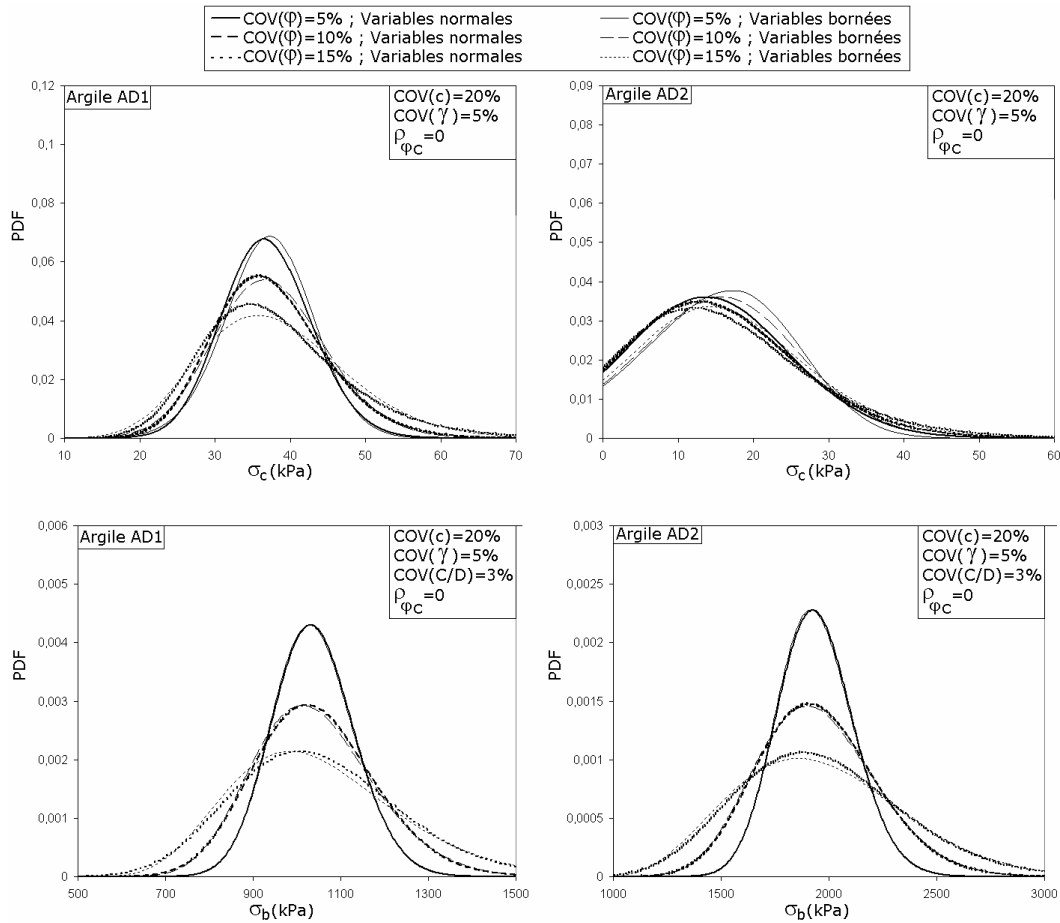 COV(φ)=5% ; Variables normales
COV(φ)=5% ; Variables bornées
COV(φ)=10% ; Variables normales
COV(φ)=10% ; Variables bornées
COV(φ)=15% ; Variables normales
COV(φ)=15% ; Variables bornées
Argile AD1
COV(c)=20%
COV(γ)=5%
ρφC=0
PDF
0,12
0,1
0,08
0,06
0,04
0,02
0
10 20 30 40 50 60 70
σc(kPa)
Argile AD2
COV(c)=20%
COV(γ)=5%
ρφC=0
PDF
0,09
0,08
0,07
0,06
0,05
0,04
0,03
0,02
0,01
0
0 10 20 30 40 50 60
σc(kPa)
Argile AD1
COV(c)=20%
COV(γ)=5%
COV(C/D)=3%
ρφC=0
PDF
0,006
0,005
0,004
0,003
0,002
0,001
0
500 700 900 1100 1300 1500
σb(kPa)
Argile AD2
COV(c)=20%
COV(γ)=5%
COV(C/D)=3%
ρφC=0
PDF
0,003
0,0025
0,002
0,0015
0,001
0,0005
0
1000 1500 2000 2500 3000
σb(kPa)